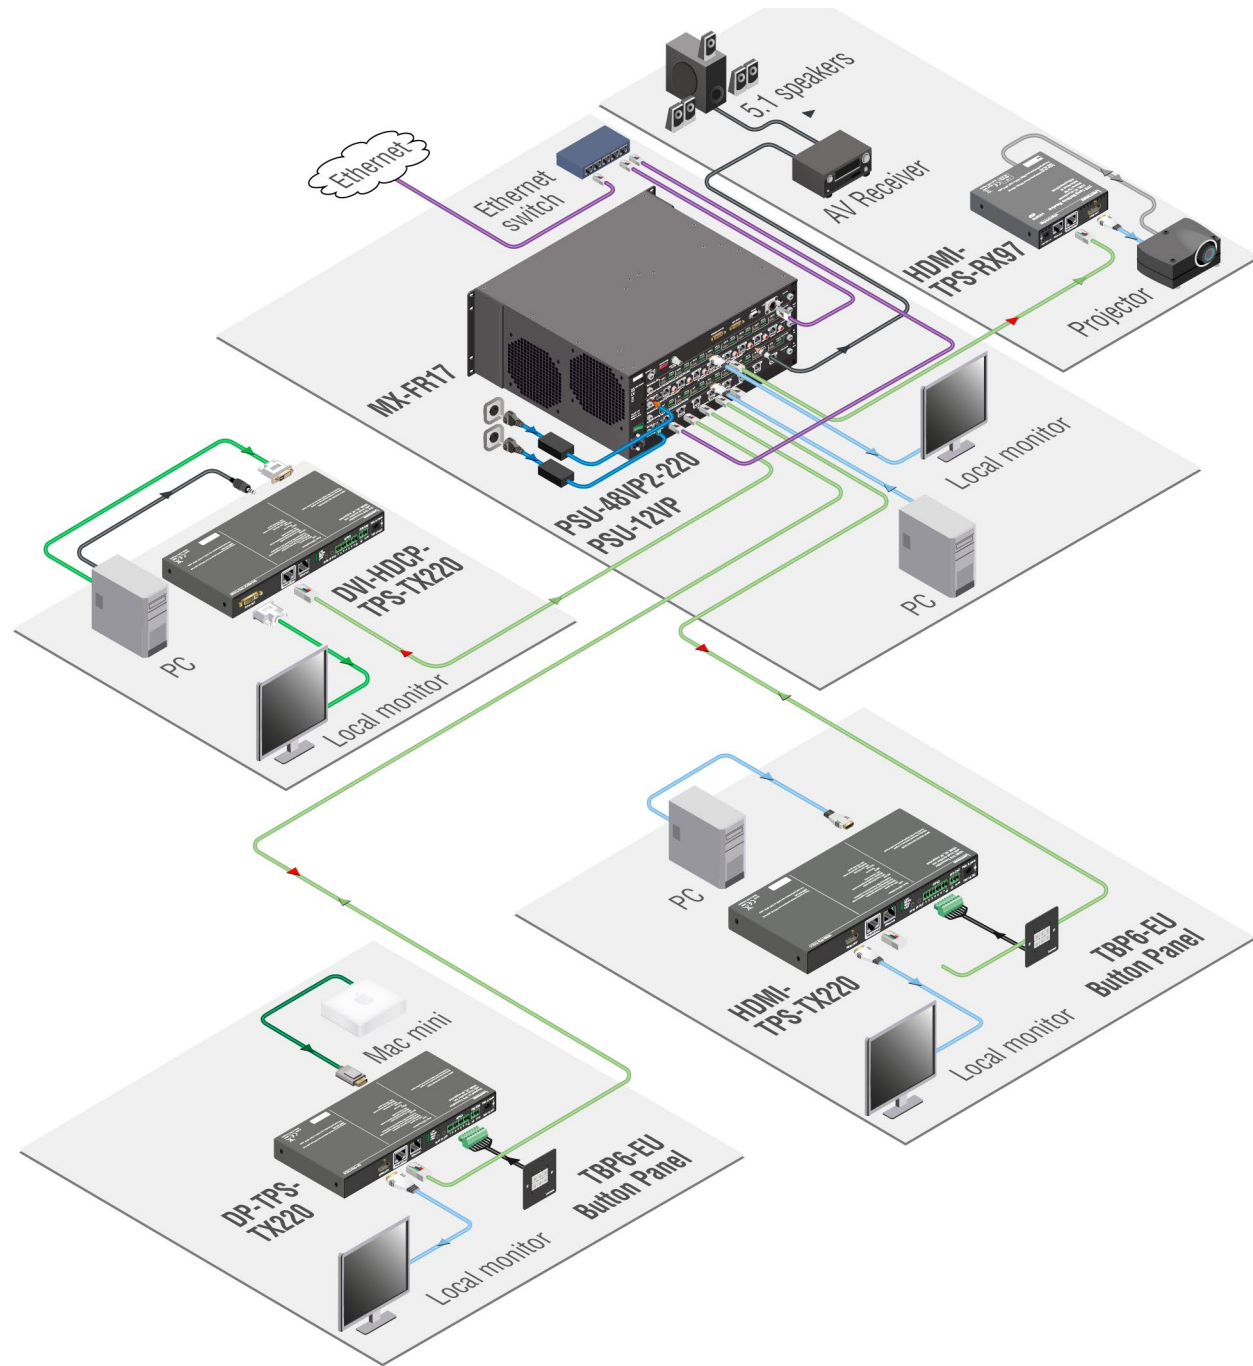 5.1 speakers
AV Receiver
HDMI-
TPS-RX97
Projector
Ethernet
Ethernet
switch
MX-FR17
PSU-48VP2-220
PSU-12VP
Local monitor
PC
DVI-HDCP-
TPS-TX220
PC
Local monitor
PC
HDMI-
TPS-TX220
TBP6-EU
Button Panel
Local monitor
Mac mini
DP-TPS-
TX220
TBP6-EU
Button Panel
Local monitor